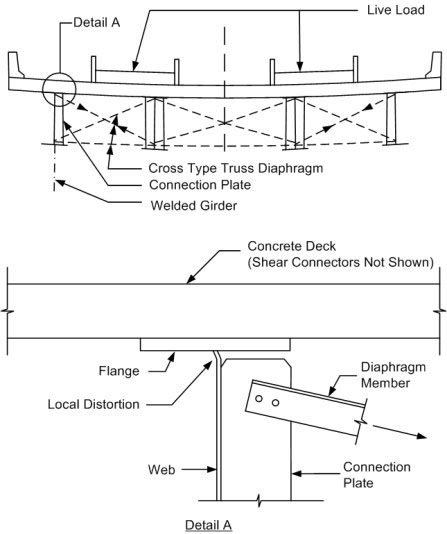 Live Load
Detail A
Cross Type Truss Diaphragm
Connection Plate
Welded Girder
Concrete Deck
(Shear Connectors Not Shown)
Flange
Diaphragm
Member
Local Distortion
Web
Connection
Plate
Detail A